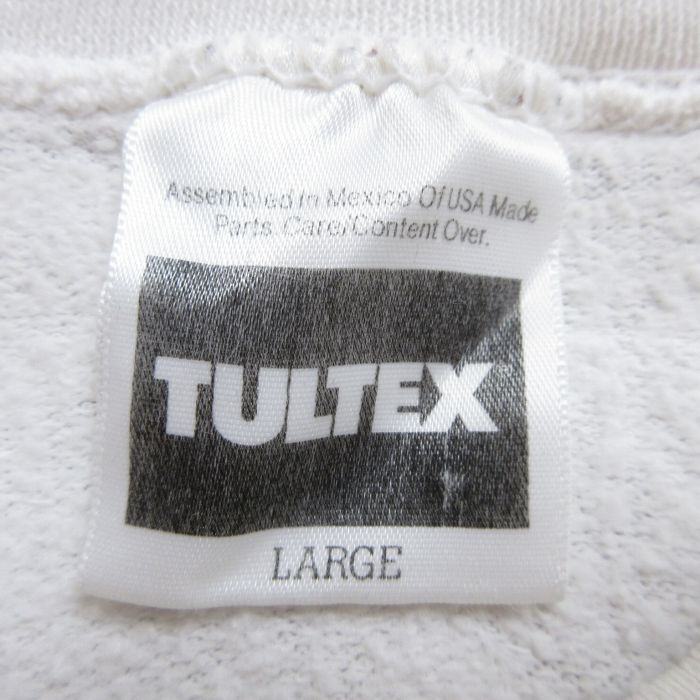 Assembled In Mexico Of USA Made
Parts. Care/Content Over.
TULTEX
LARGE